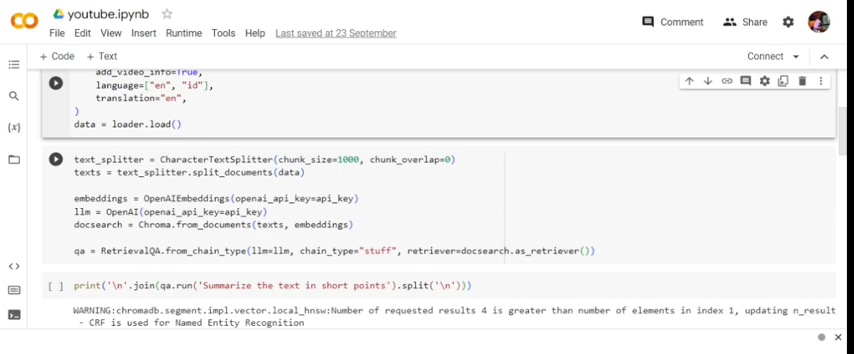 youtube.ipynb
Comment Share
File Edit View Insert Runtime Tools Help Last saved at 23 September
+ Code + Text Connect
add_video_info=True,
language=["en", "id"],
translation="en",
)
data = loader.load()
text_splitter = CharacterTextSplitter(chunk_size=1000, chunk_overlap=0)
texts = text_splitter.split_documents(data)
embeddings = OpenAIEmbeddings(openai_api_key=api_key)
llm = OpenAI(openai_api_key=api_key)
docsearch = Chroma.from_documents(texts, embeddings)
qa = RetrievalQA.from_chain_type(llm=llm, chain_type="stuff", retriever=docsearch.as_retriever())
[ ] print('\n'.join(qa.run('Summarize the text in short points').split('\n')))
WARNING:chromadb.segment.impl.vector.local_hnsw:Number of requested results 4 is greater than number of elements in index 1, updating n_result
- CRF is used for Named Entity Recognition